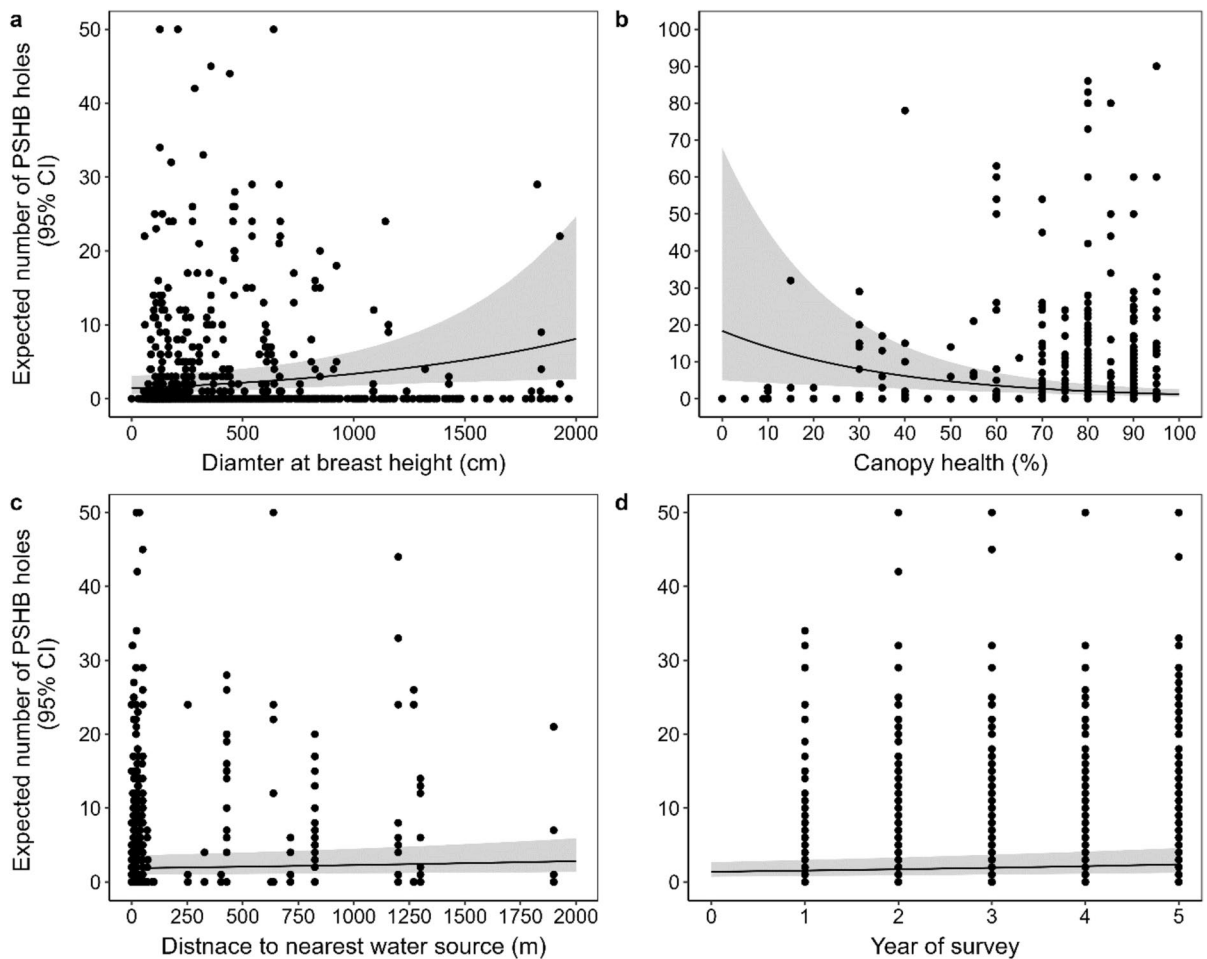 a
Expected number of PSHB holes
(95% CI)
50
40
30
20
10
0
0 500 1000 1500 2000
Diamter at breast height (cm)
b
100
90
80
70
60
50
40
30
20
10
0
0 10 20 30 40 50 60 70 80 90 100
Canopy health (%)
c
Expected number of PSHB holes
(95% CI)
50
40
30
20
10
0
0 250 500 750 1000 1250 1500 1750 2000
Distnace to nearest water source (m)
d
50
40
30
20
10
0
0 1 2 3 4 5
Year of survey